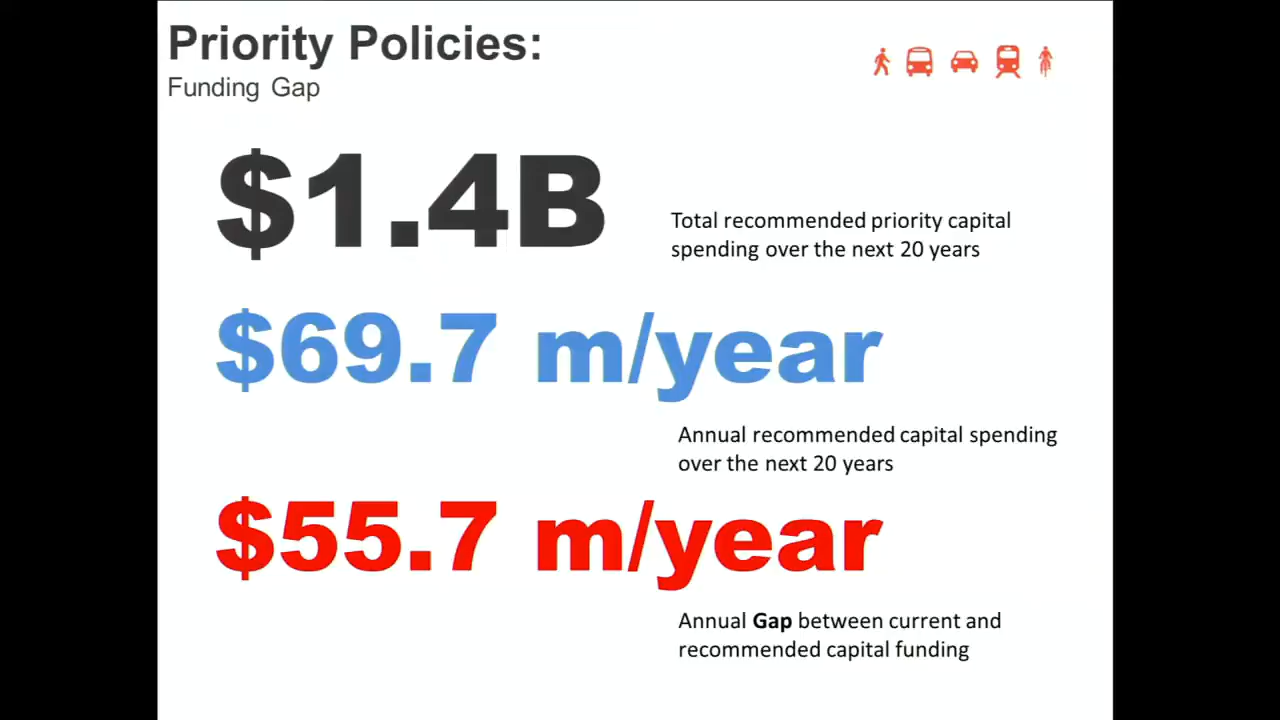 Priority Policies:
Funding Gap
$1.4B
Total recommended priority capital
spending over the next 20 years
$69.7 m/year
Annual recommended capital spending
over the next 20 years
$55.7 m/year
Annual Gap between current and
recommended capital funding